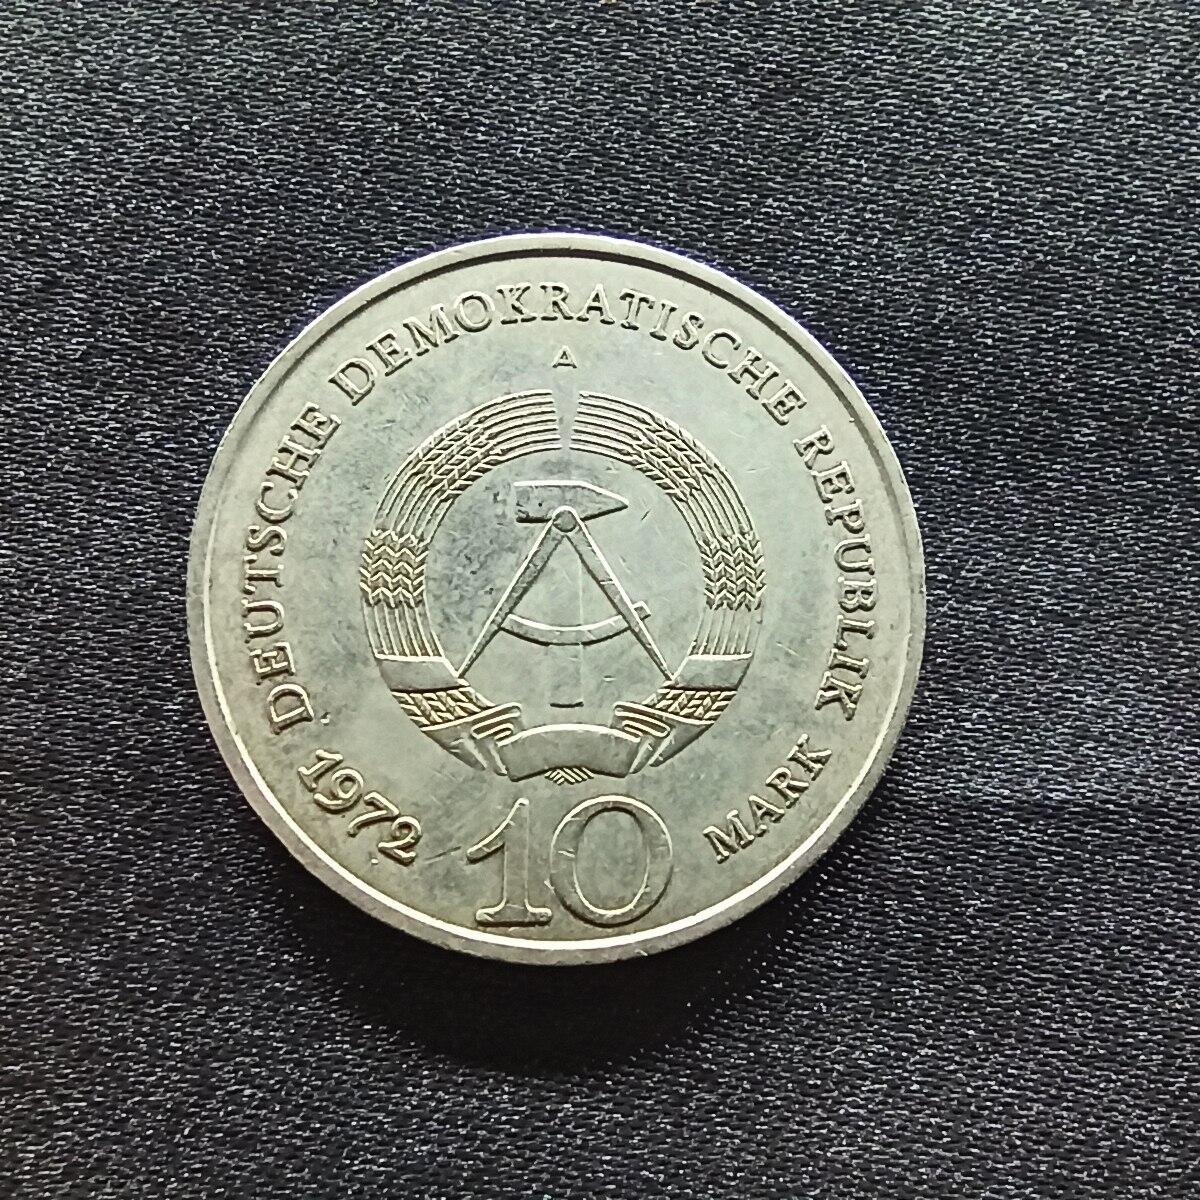 DEUTSCHE DEMOKRATISCHE REPUBLIK
A
1972
10
MARK